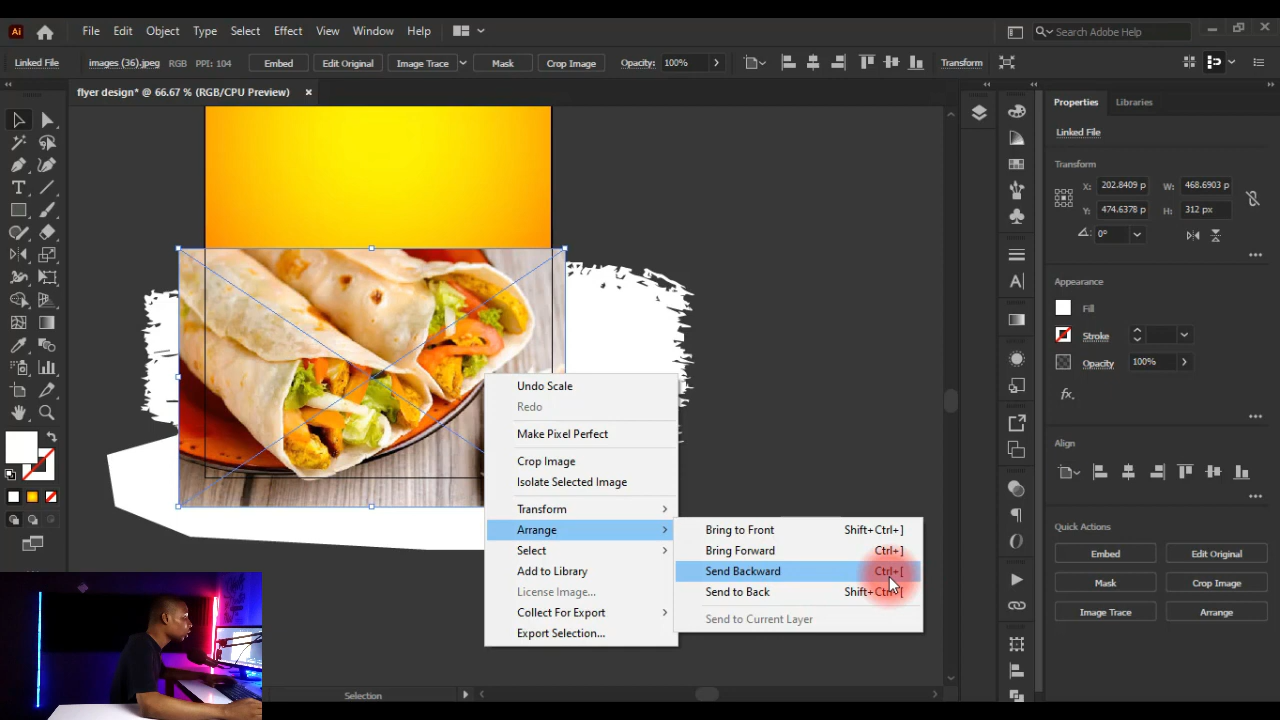 Ai
File Edit Object Type Select Effect View Window Help
Search Adobe Help
Linked File images (36).jpeg RGB PPI: 104 Embed Edit Original Image Trace Mask Crop Image Opacity: 100% Transform
flyer design* @ 66.67 % (RGB/CPU Preview) ×
Properties Libraries
Linked File
Transform
X: 202.8409 p W: 468.6903 p
Y: 474.6378 p H: 312 px
0°
Appearance
Fill
Stroke
Opacity 100%
fx.
Align
Quick Actions
Embed Edit Original
Mask Crop Image
Image Trace Arrange
Undo Scale
Redo
Make Pixel Perfect
Crop Image
Isolate Selected Image
Transform
Arrange
Select
Add to Library
License Image...
Collect For Export
Export Selection...
Bring to Front Shift+Ctrl+]
Bring Forward Ctrl+]
Send Backward Ctrl+[
Send to Back Shift+Ctrl+[
Send to Current Layer
Selection